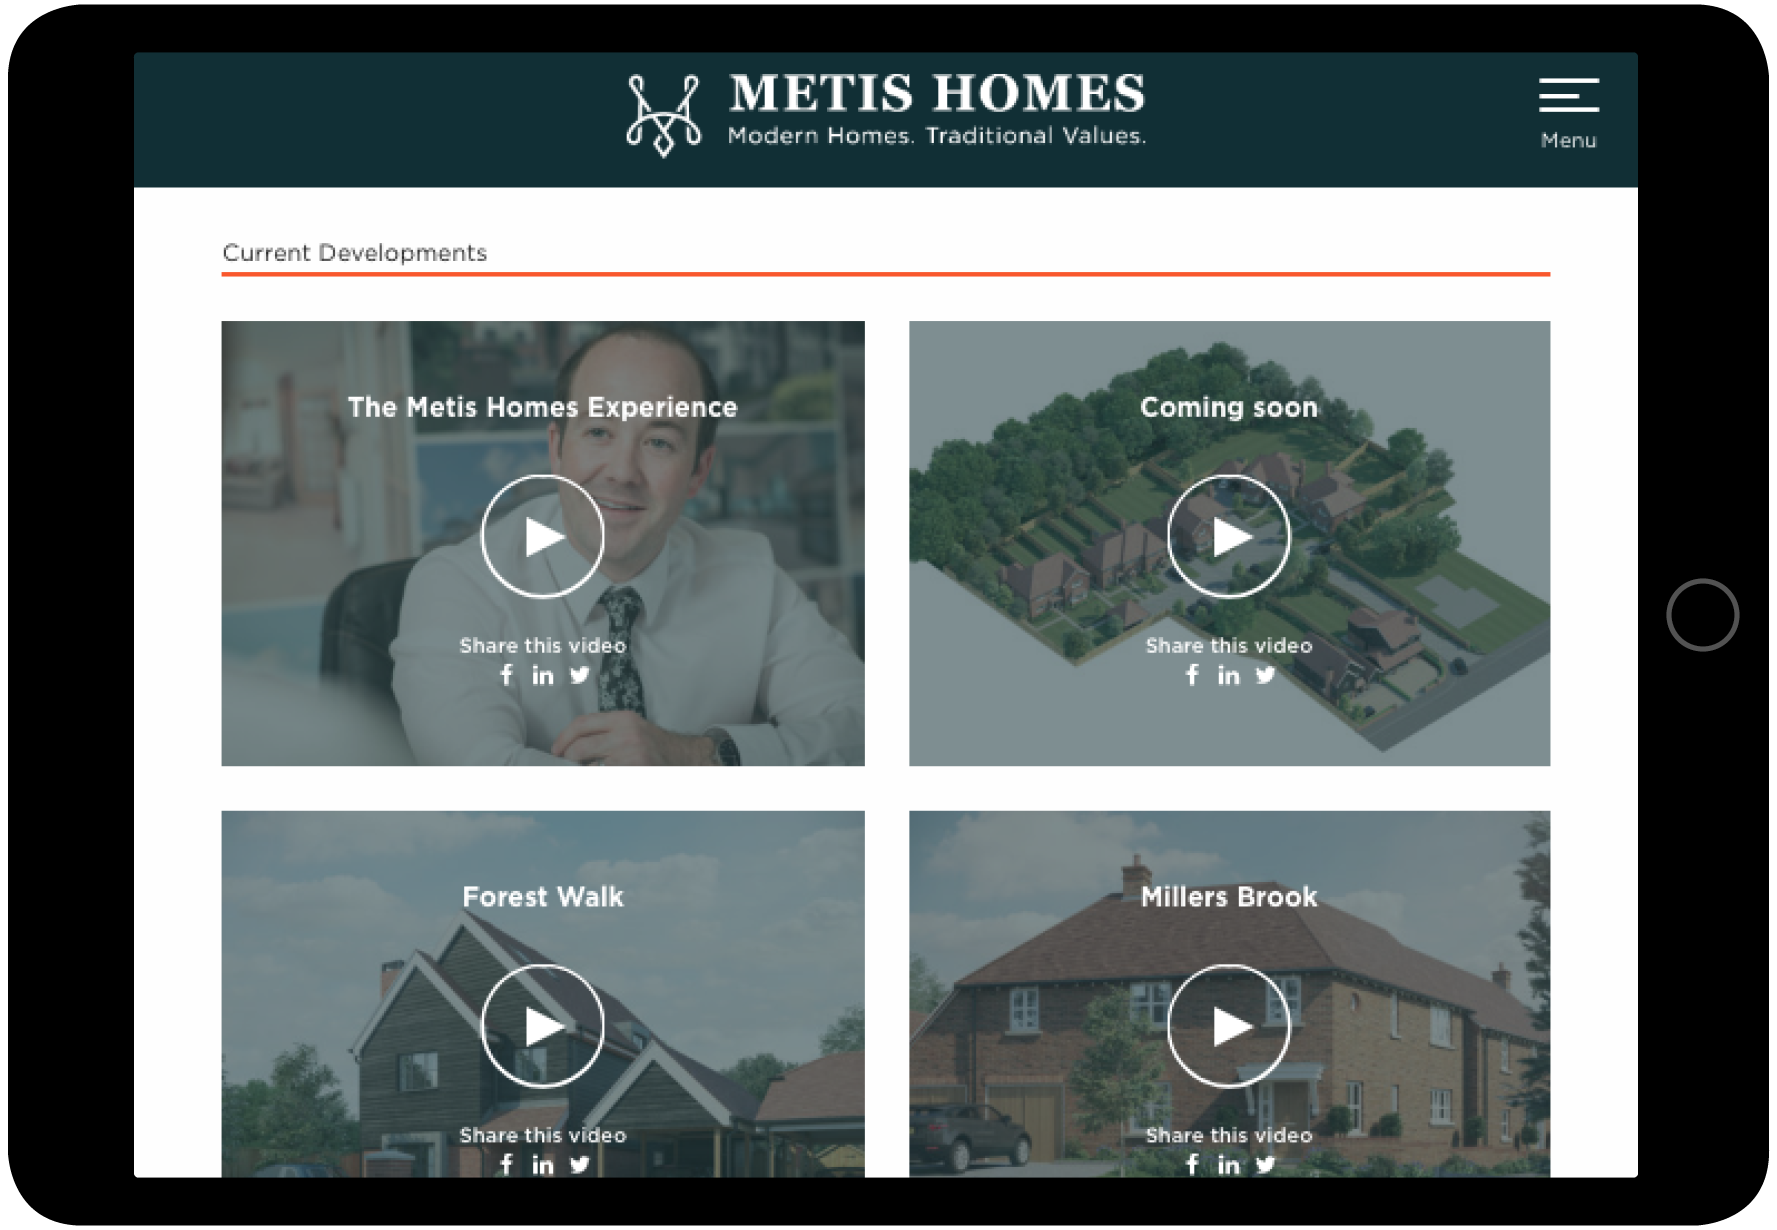 METIS HOMES
Modern Homes. Traditional Values.
Menu
Current Developments
The Metis Homes Experience
Share this video
f in
Coming soon
Share this video
f in
Forest Walk
Share this video
f in
Millers Brook
Share this video
f in